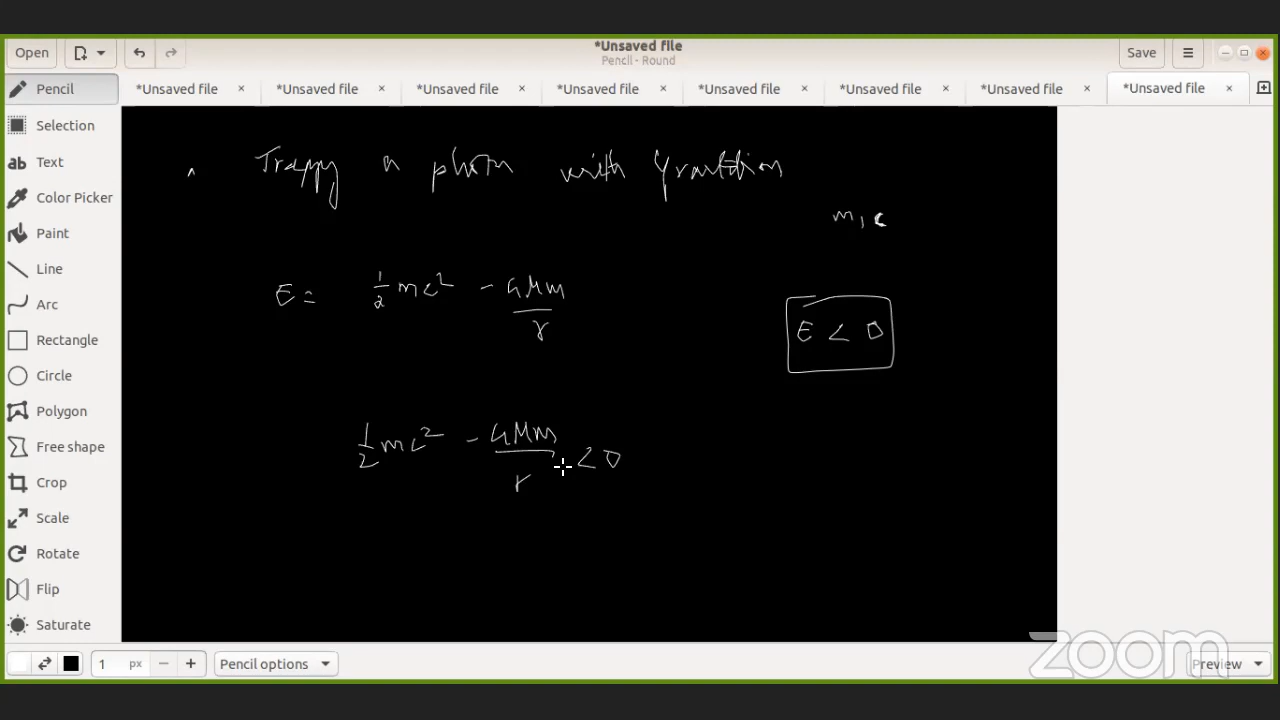 *Unsaved file
Pencil - Round
Open
Save
*Unsaved file × *Unsaved file × *Unsaved file × *Unsaved file × *Unsaved file × *Unsaved file × *Unsaved file × *Unsaved file ×
Pencil
Selection
Text
Color Picker
Paint
Line
Arc
Rectangle
Circle
Polygon
Free shape
Crop
Scale
Rotate
Flip
Saturate
Trappy a photon with Gravitation
m, c
E = 1/2 mc² - GMm/r
E < 0
1/2 mc² - GMm/r < 0
1 px − + Pencil options
Preview
zoom